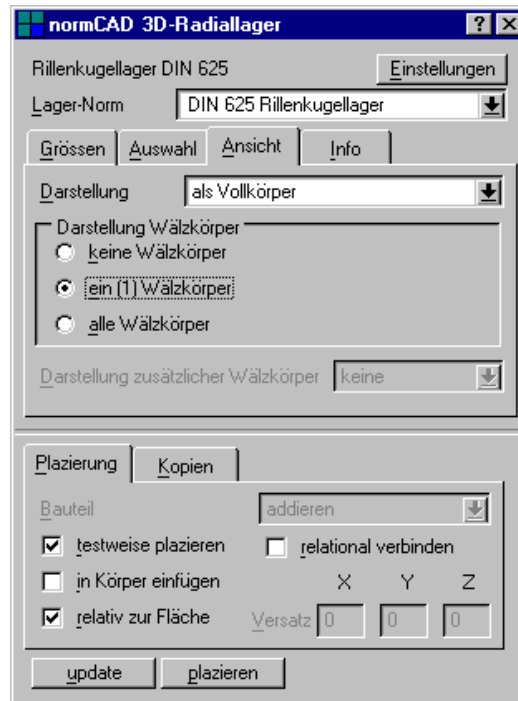 normCAD 3D-Radiallager
Rillenkugellager DIN 625 Einstellungen
Lager-Norm DIN 625 Rillenkugellager
Grössen Auswahl Ansicht Info
Darstellung als Vollkörper
Darstellung Wälzkörper
keine Wälzkörper
ein (1) Wälzkörper
alle Wälzkörper
Darstellung zusätzlicher Wälzkörper keine
Plazierung Kopien
Bauteil addieren
testweise plazieren relational verbinden
in Körper einfügen X Y Z
relativ zur Fläche Versatz 0 0 0
update plazieren